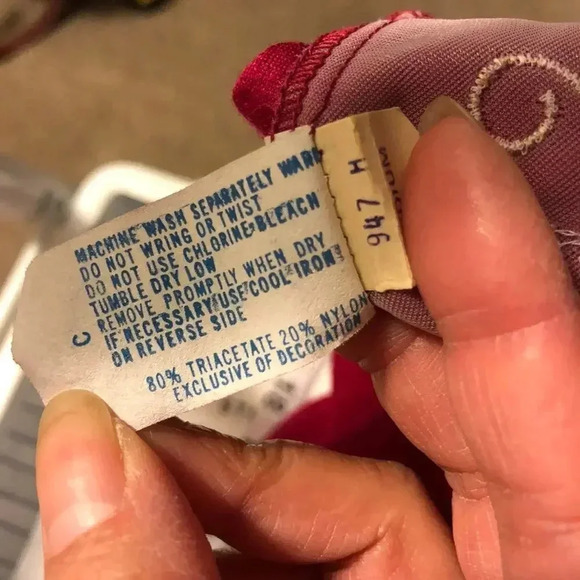 MACHINE WASH SEPARATELY WARM
DO NOT WRING OR TWIST
DO NOT USE CHLORINE BLEACH
TUMBLE DRY LOW
REMOVE PROMPTLY WHEN DRY
IF NECESSARY USE COOL IRON
ON REVERSE SIDE
C
80% TRIACETATE 20% NYLON
EXCLUSIVE OF DECORATION
947 H